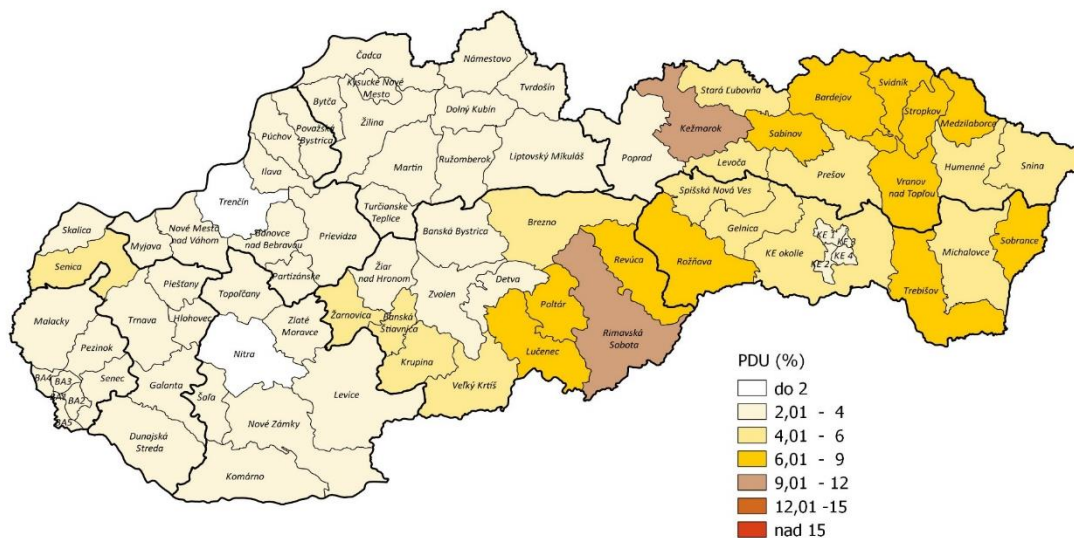 Čadca
Námestovo
Kysucké Nové
Mesto
Tvrdošín
Bytča
Dolný Kubín
Žilina
Púchov
Považská
Bystrica
Ilava
Martin
Ružomberok
Liptovský Mikuláš
Poprad
Kežmarok
Stará Ľubovňa
Sabinov
Bardejov
Svidník
Stropkov
Medzilaborce
Levoča
Prešov
Vranov
nad Topľou
Humenné
Snina
Spišská Nová Ves
Gelnica
KE okolie
KE 1
KE 3
KE 2
KE 4
Michalovce
Sobrance
Trebišov
Rožňava
Revúca
Rimavská
Sobota
Poltár
Lučenec
Brezno
Detva
Zvolen
Banská Bystrica
Turčianske
Teplice
Žiar
nad Hronom
Žarnovica
Banská
Štiavnica
Krupina
Veľký Krtíš
Trenčín
Bánovce
nad Bebravou
Prievidza
Partizánske
Nové Mesto
nad Váhom
Myjava
Skalica
Senica
Piešťany
Topoľčany
Hlohovec
Trnava
Zlaté
Moravce
Nitra
Malacky
Pezinok
Senec
BA4
BA3
BA2
BA5
Galanta
Šaľa
Levice
Nové Zámky
Dunajská
Streda
Komárno
PDU (%)
do 2
2,01 - 4
4,01 - 6
6,01 - 9
9,01 - 12
12,01 -15
nad 15